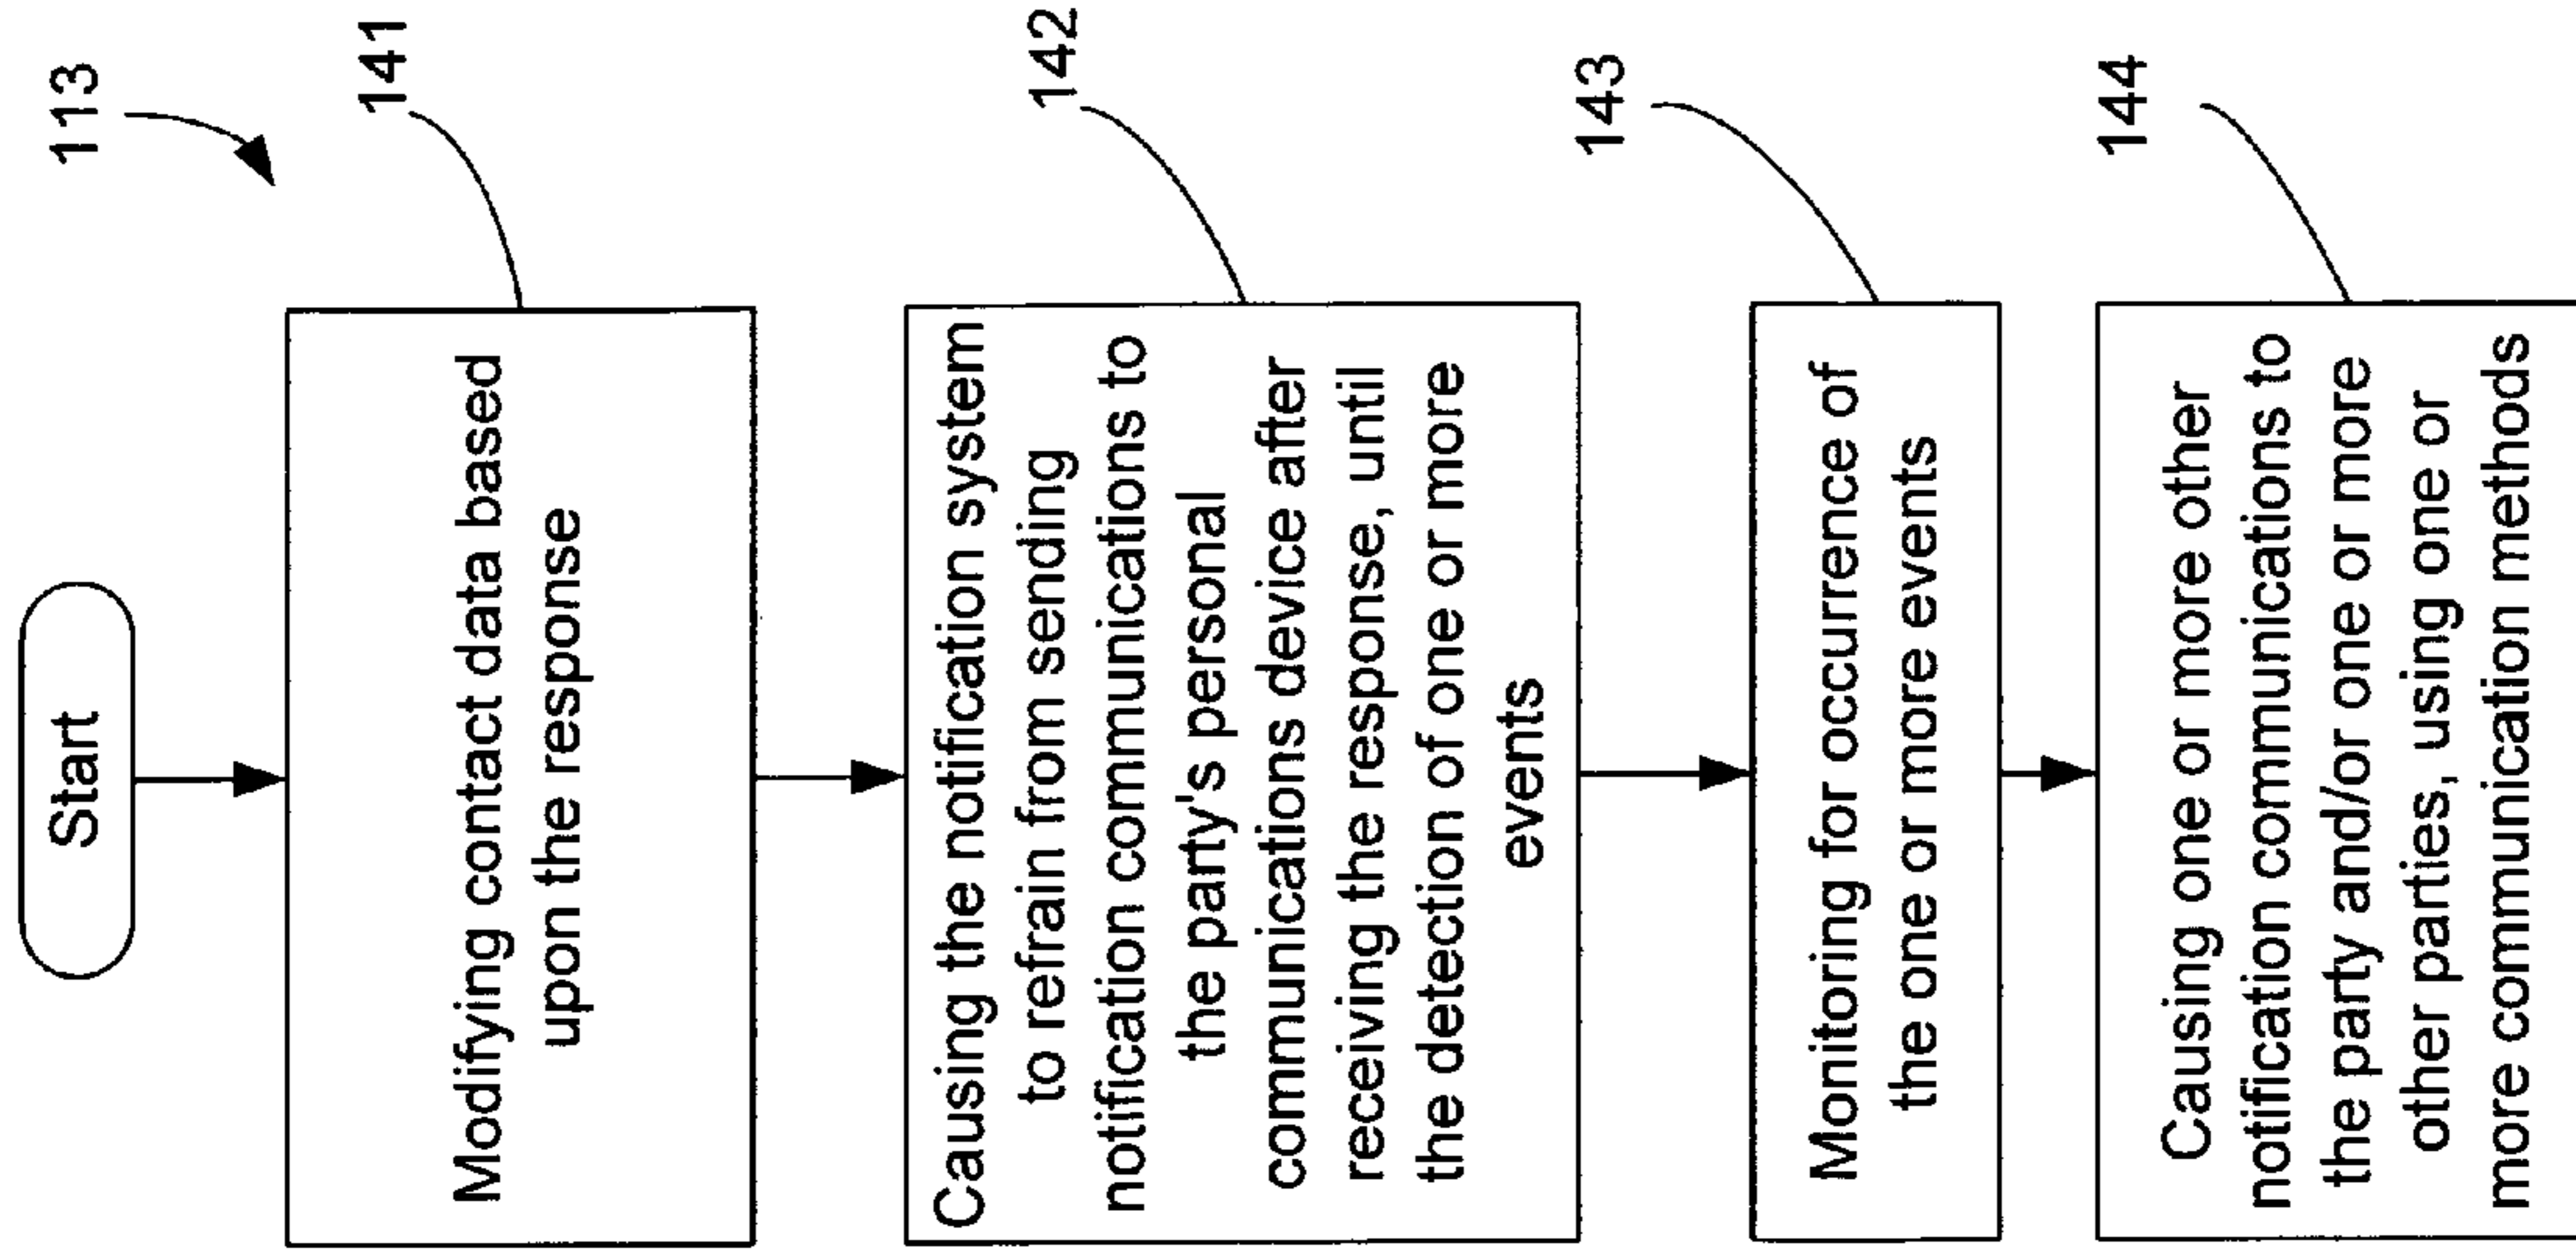 113
Start
141
Modifying contact data based
upon the response
142
Causing the notification system
to refrain from sending
notification communications to
the party's personal
communications device after
receiving the response, until
the detection of one or more
events
143
Monitoring for occurrence of
the one or more events
144
Causing one or more other
notification communications to
the party and/or one or more
other parties, using one or
more communication methods